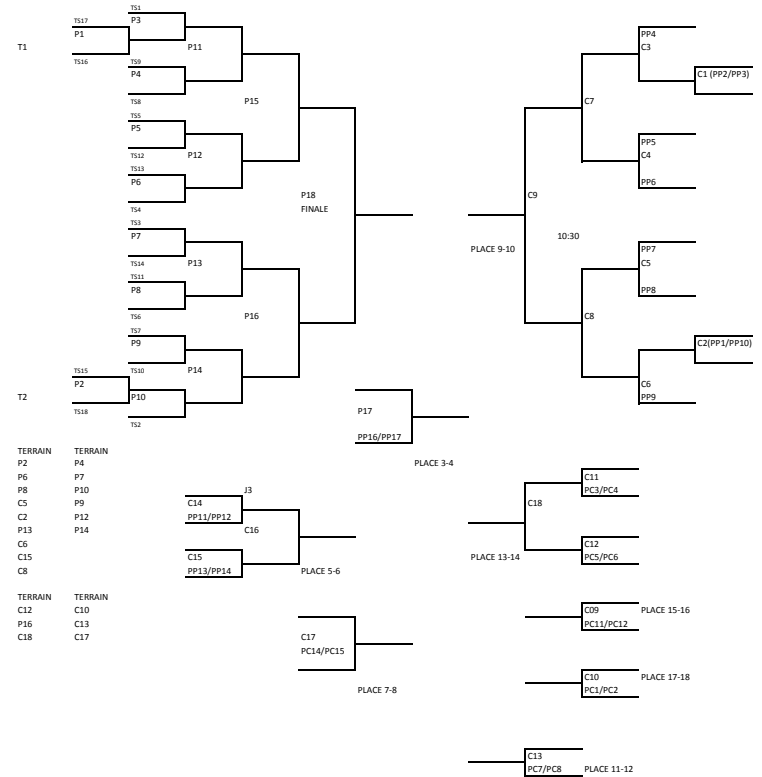 TS1
TS17 P3
P1
T1 P11
TS16 TS9
P4
TS8 P15
TS5
P5
TS12 P12
TS13
P6
P18
TS4 FINALE
TS3
P7
TS14 P13
TS11
P8
TS6 P16
TS7
P9
TS15 TS10 P14
P2
T2 P10
TS18
TS2
PP4
C3
C1 (PP2/PP3)
C7
PP5
C4
PP6
C9
10:30
PLACE 9-10
PP7
C5
PP8
C8
C2(PP1/PP10)
C6
PP9
P17
PP16/PP17
PLACE 3-4
TERRAIN TERRAIN
P2 P4
P6 P7
P8 P10
C5 P9
C2 P12
P13 P14
C6
C15
C8
J3
C14
PP11/PP12
C16
C15
PP13/PP14
PLACE 5-6
C11
PC3/PC4
C18
C12
PLACE 13-14 PC5/PC6
TERRAIN TERRAIN
C12 C10
P16 C13
C18 C17
C17
PC14/PC15
PLACE 7-8
C09 PLACE 15-16
PC11/PC12
C10 PLACE 17-18
PC1/PC2
C13
PC7/PC8 PLACE 11-12